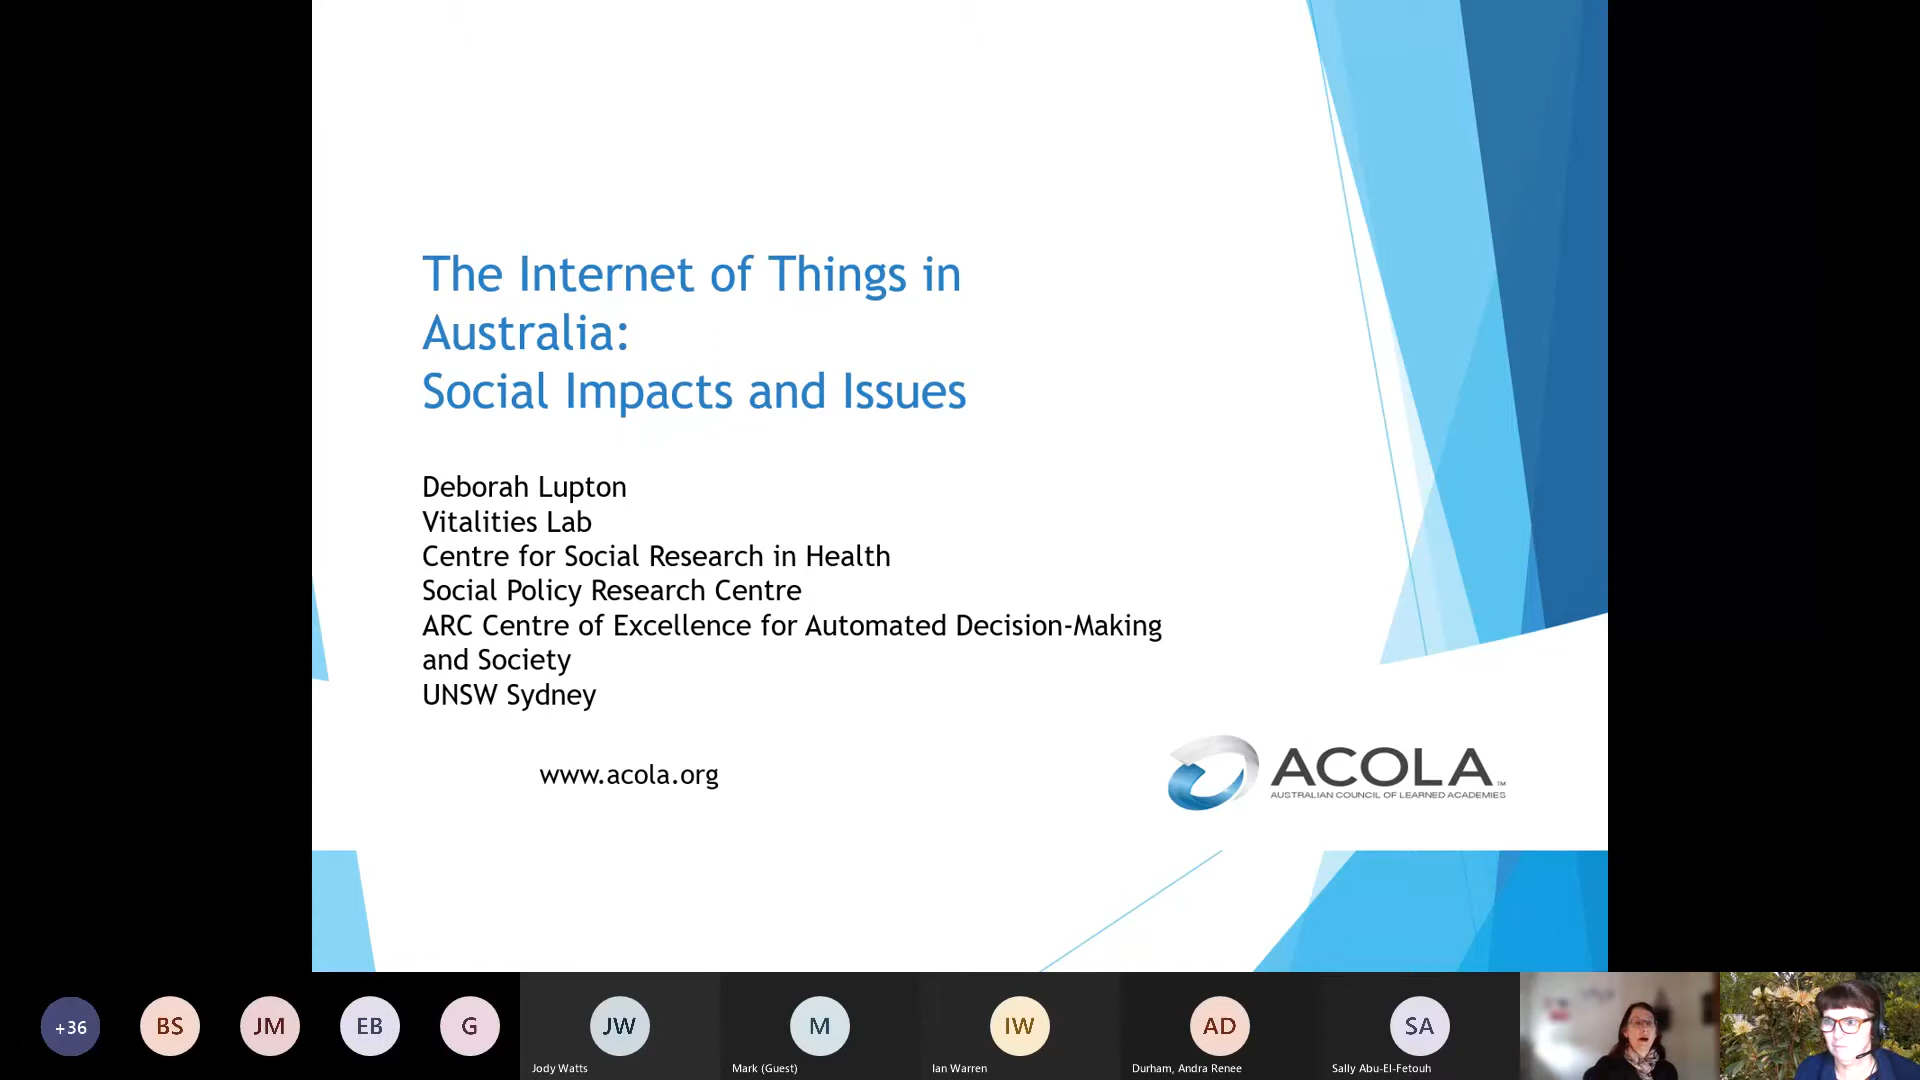 The Internet of Things in
Australia:
Social Impacts and Issues
Deborah Lupton
Vitalities Lab
Centre for Social Research in Health
Social Policy Research Centre
ARC Centre of Excellence for Automated Decision-Making
and Society
UNSW Sydney
www.acola.org
ACOLA™
AUSTRALIAN COUNCIL OF LEARNED ACADEMIES
+36
BS
JM
EB
G
JW
M
IW
AD
SA
Jody Watts
Mark (Guest)
Ian Warren
Durham, Andra Renee
Sally Abu-El-Fetouh